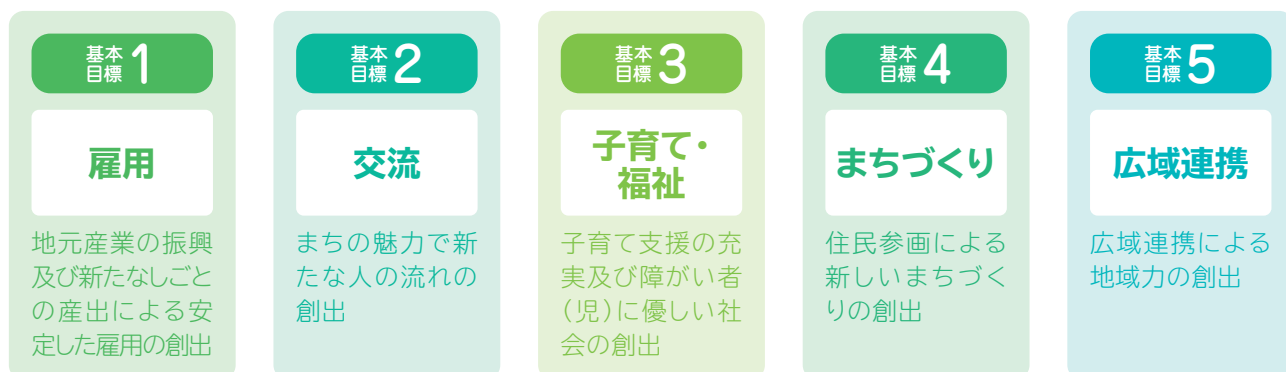 基本目標1
雇用
地元産業の振興
及び新たなしごと
の産出による安
定した雇用の創出
基本目標2
交流
まちの魅力で新
たな人の流れの
創出
基本目標3
子育て・
福祉
子育て支援の充
実及び障がい者
(児)に優しい社
会の創出
基本目標4
まちづくり
住民参画による
新しいまちづく
りの創出
基本目標5
広域連携
広域連携による
地域力の創出